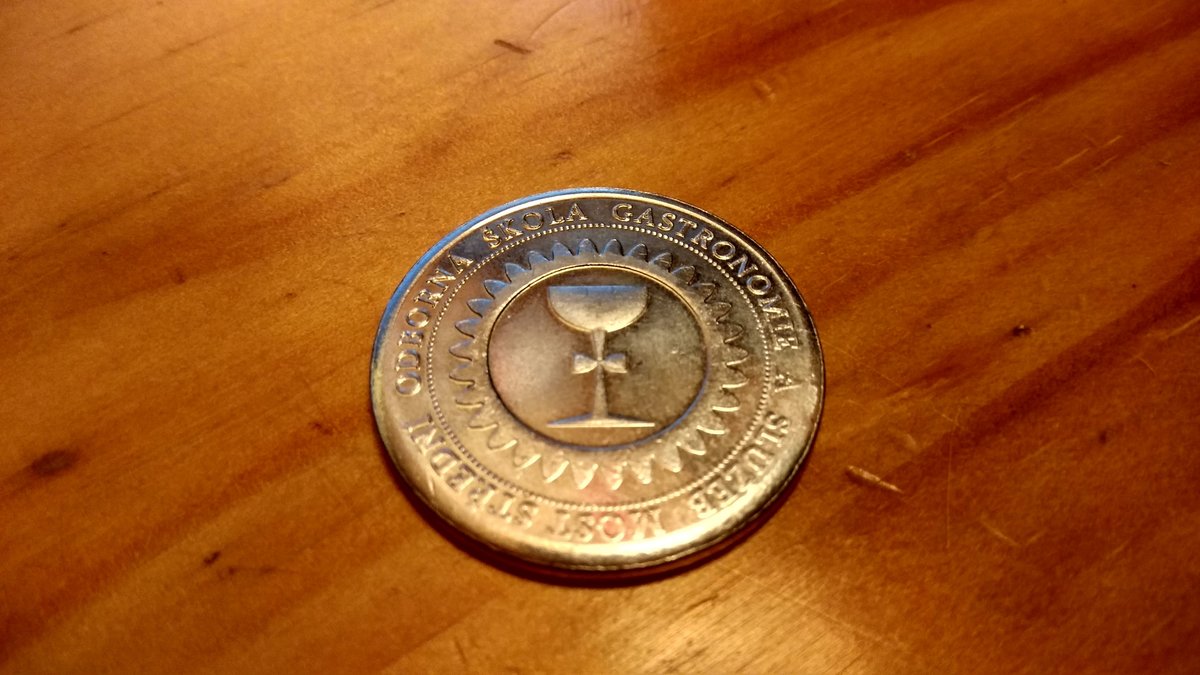 STŘEDNÍ ODBORNÁ ŠKOLA GASTRONOMIE A SLUŽEB MOST